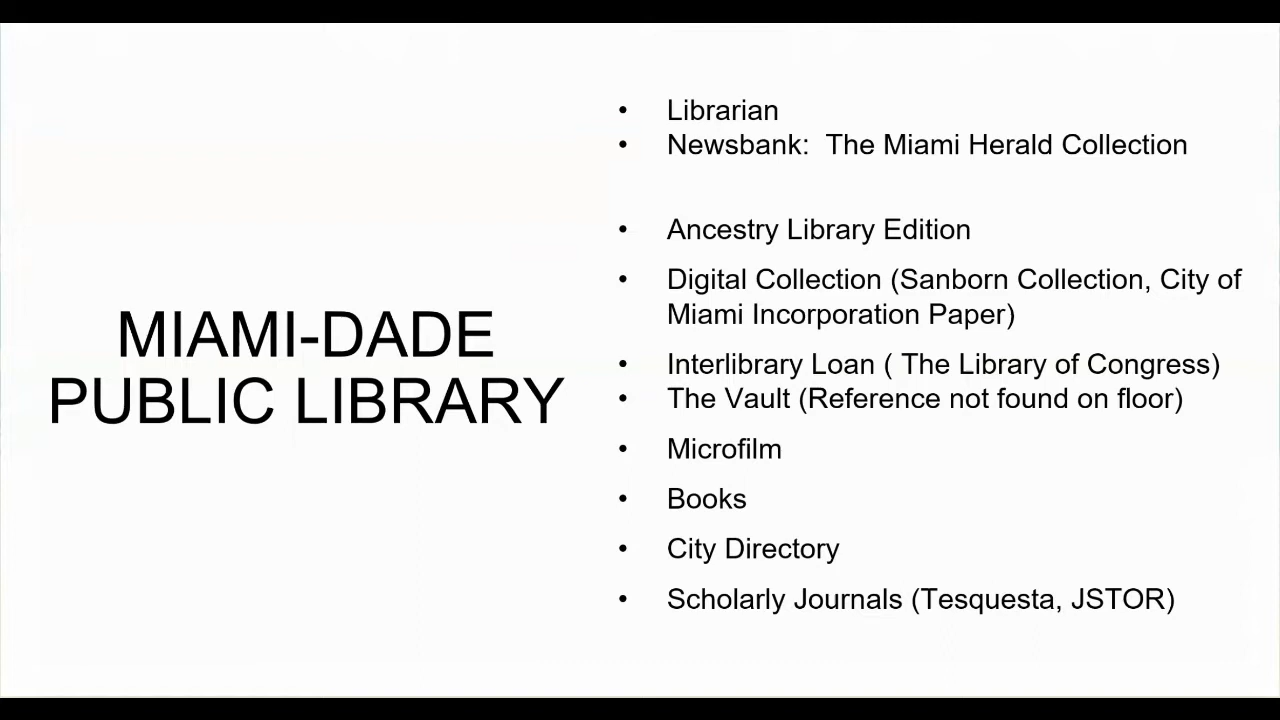 MIAMI-DADE
PUBLIC LIBRARY
• Librarian
• Newsbank:  The Miami Herald Collection
• Ancestry Library Edition
• Digital Collection (Sanborn Collection, City of
Miami Incorporation Paper)
• Interlibrary Loan ( The Library of Congress)
• The Vault (Reference not found on floor)
• Microfilm
• Books
• City Directory
• Scholarly Journals (Tesquesta, JSTOR)